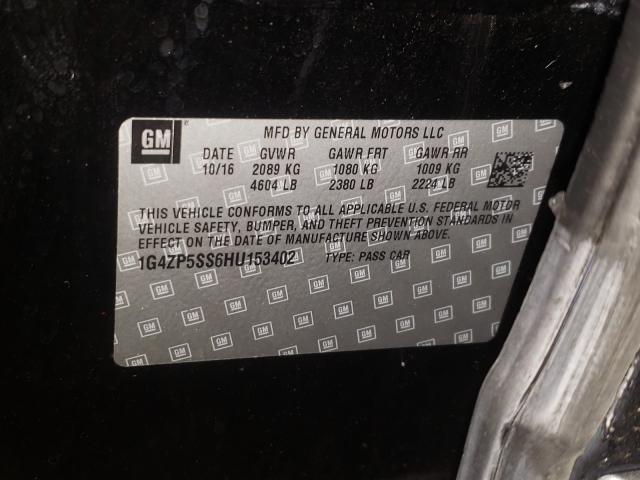 GM ®
MFD BY GENERAL MOTORS LLC
DATE GVWR GAWR FRT GAWR RR
10/16 2089 KG 1080 KG 1009 KG
4604 LB 2380 LB 2224 LB
THIS VEHICLE CONFORMS TO ALL APPLICABLE U.S. FEDERAL MOTOR
VEHICLE SAFETY, BUMPER, AND THEFT PREVENTION STANDARDS IN
EFFECT ON THE DATE OF MANUFACTURE SHOWN ABOVE.
1G4ZP5SS6HU153402 TYPE: PASS CAR